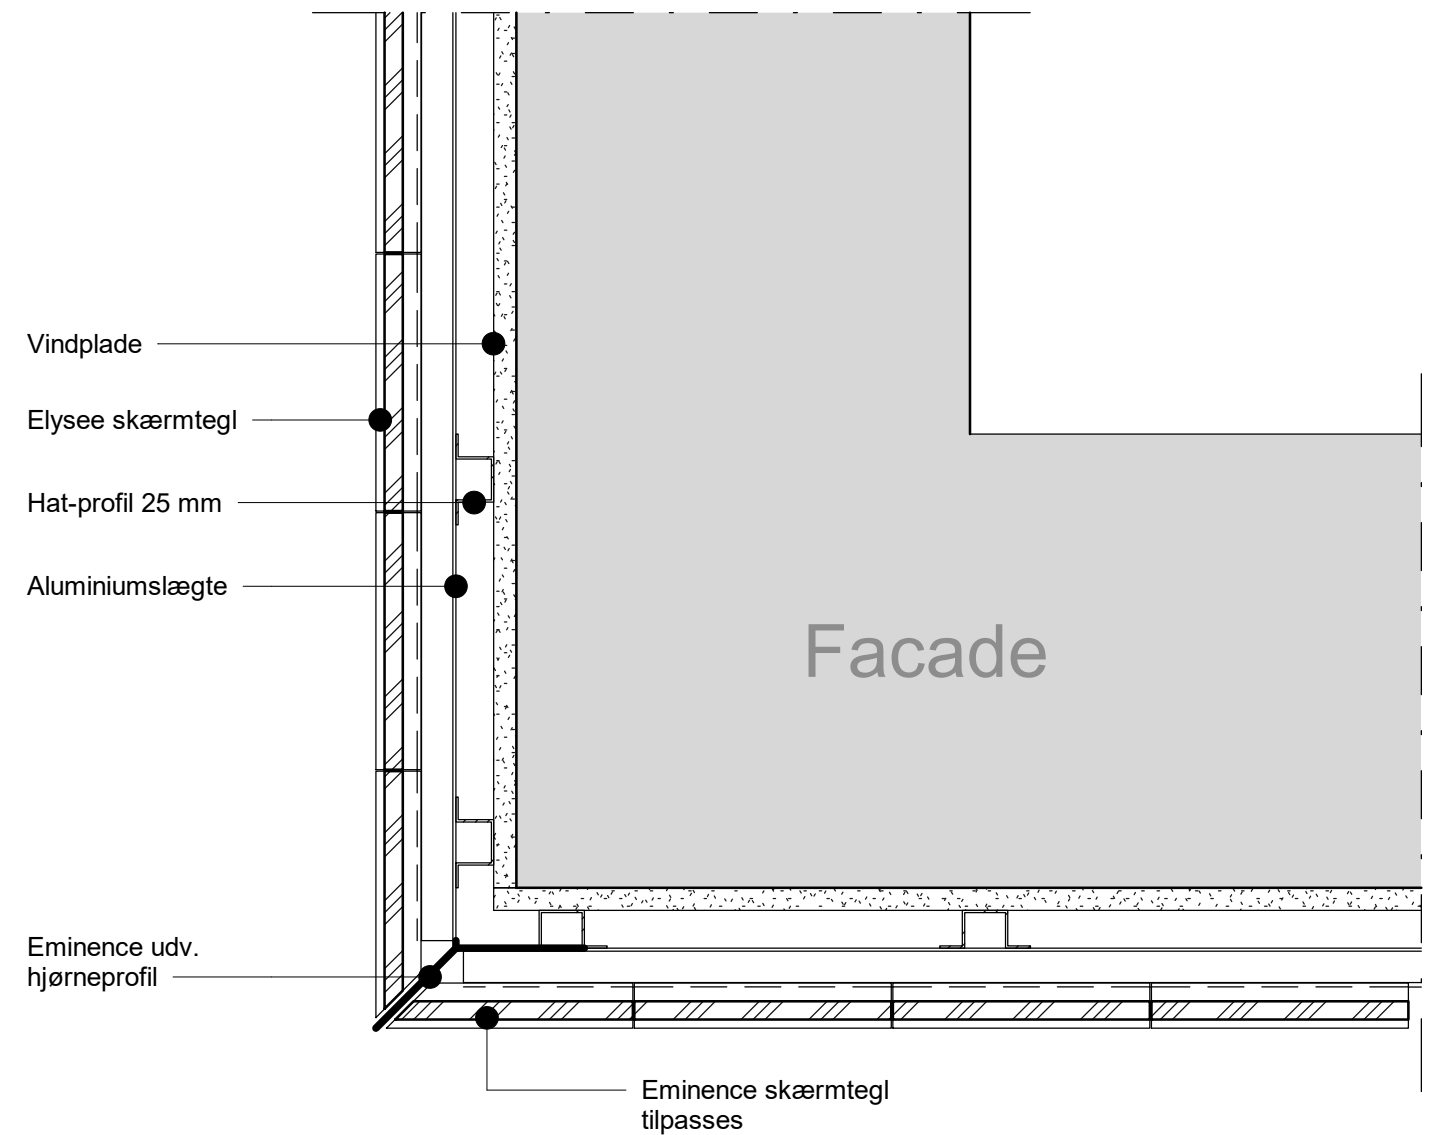 Vindplade
Elysee skærmtegl
Hat-profil 25 mm
Aluminiumslægte
Facade
Eminence udv.
hjørneprofil
Eminence skærmtegl
tilpasses